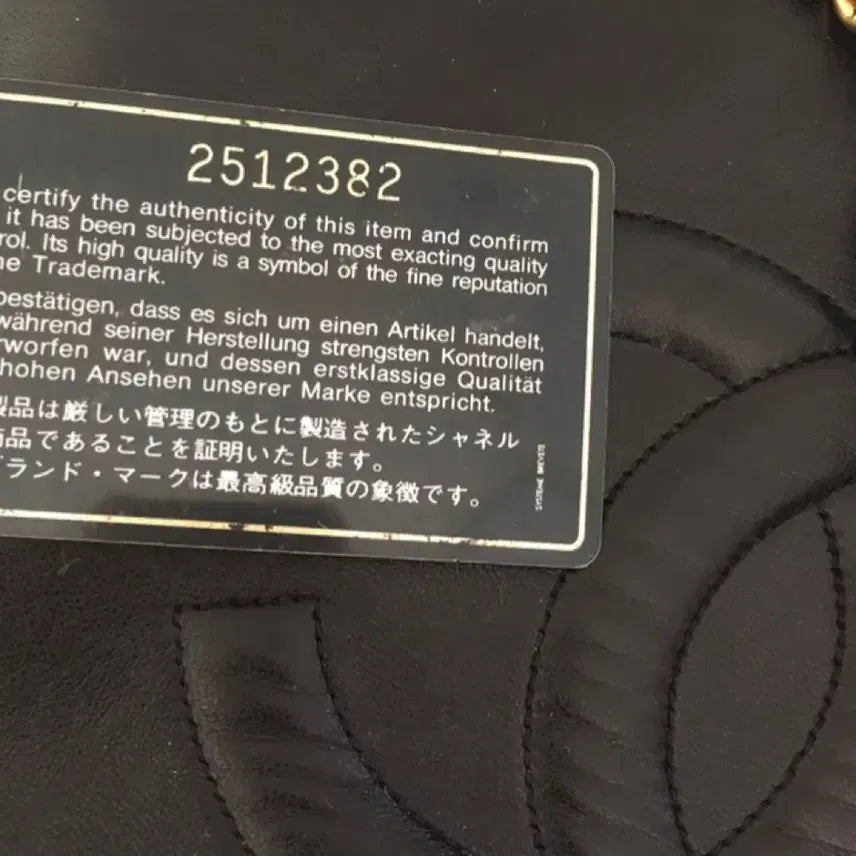 2512382
certify the authenticity of this item and confirm
it has been subjected to the most exacting quality
rol. Its high quality is a symbol of the fine reputation
he Trademark.
bestätigen, dass es sich um einen Artikel handelt,
während seiner Herstellung strengsten Kontrollen
rworfen war, und dessen erstklassige Qualität
hohen Ansehen unserer Marke entspricht.
製品は厳しい管理のもとに製造されたシャネル
商品であることを証明いたします。
ブランド・マークは最高級品質の象徴です。
SYSTEME BREVETE